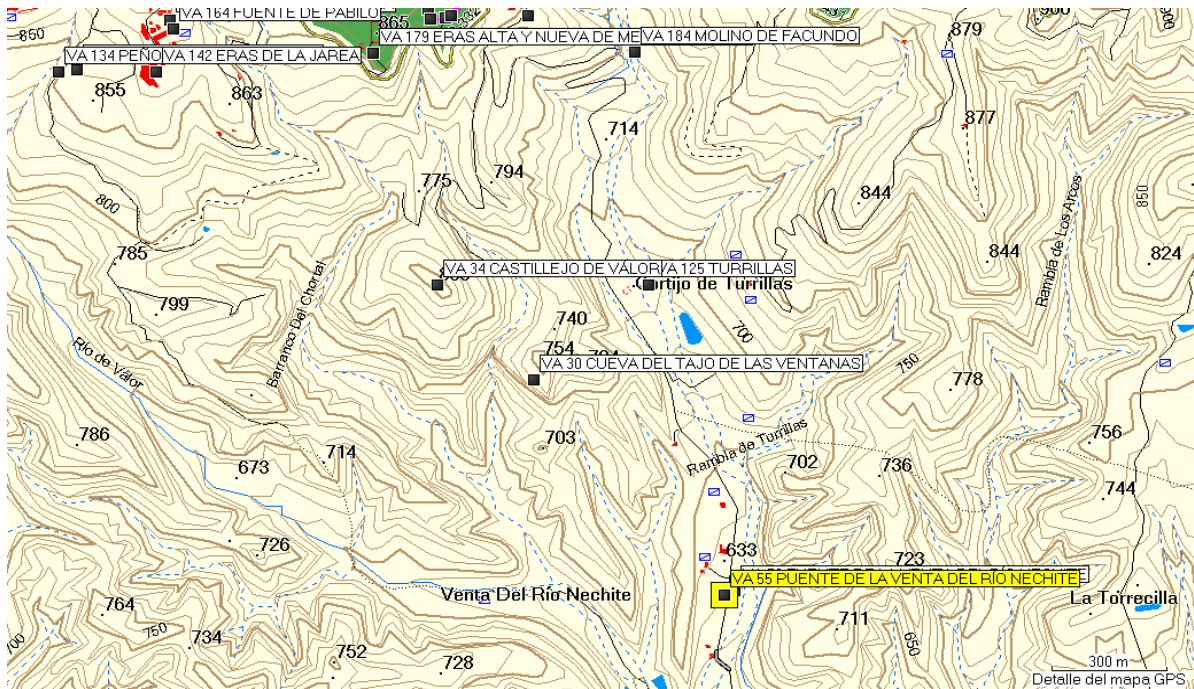 VA 164 FUENTE DE PABILO
865
879
900
900
850
VA 179 ERAS ALTA Y NUEVA DE ME
VA 184 MOLINO DE FACUNDO
VA 134 PEÑO
VA 142 ERAS DE LA JAREA
855
863
714
877
794
775
844
850
800
785
844
824
Rambla de Los Arcos
VA 34 CASTILLEJO DE VÁLOR
VA 125 TURRILLAS
Cortijo de Turrillas
799
Barranco Del Chortal
740
700
Río de Válor
754
VA 30 CUEVA DEL TAJO DE LAS VENTANAS
750
778
786
703
756
Rambla de Turrillas
714
673
702
736
744
726
633
723
VA 55 PUENTE DE LA VENTA DEL RÍO NECHITE
Venta Del Río Nechite
La Torrecilla
764
750
711
734
700
650
752
728
300 m
Detalle del mapa GPS